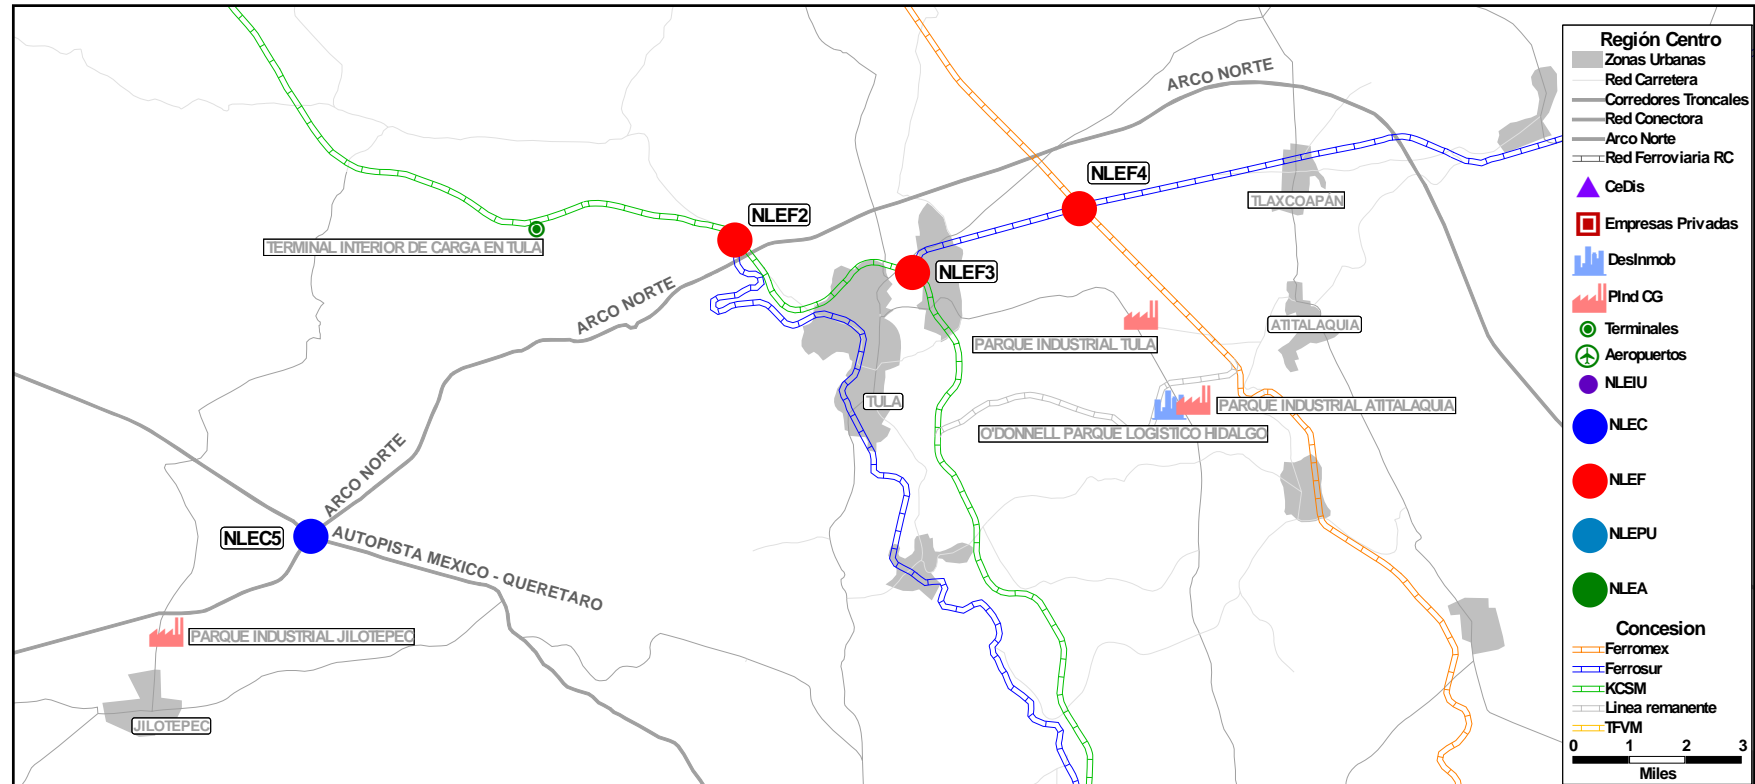 ARCO NORTE
NLEF4
NLEF2
TLAXCOAPAN
TERMINAL INTERIOR DE CARGA EN TULA
NLEF3
ARCO NORTE
ATITALAQUIA
PARQUE INDUSTRIAL TULA
TULA
PARQUE INDUSTRIAL ATITALAQUIA
O'DONNELL PARQUE LOGISTICO HIDALGO
ARCO NORTE
NLEC5
AUTOPISTA MEXICO - QUERETARO
PARQUE INDUSTRIAL JILOTEPEC
JILOTEPEC
Región Centro
Zonas Urbanas
Red Carretera
Corredores Troncales
Red Conectora
Arco Norte
Red Ferroviaria RC
CeDis
Empresas Privadas
DesInmob
PInd CG
Terminales
Aeropuertos
NLEIU
NLEC
NLEF
NLEPU
NLEA
Concesion
Ferromex
Ferrosur
KCSM
Linea remanente
TFVM
0 1 2 3
Miles